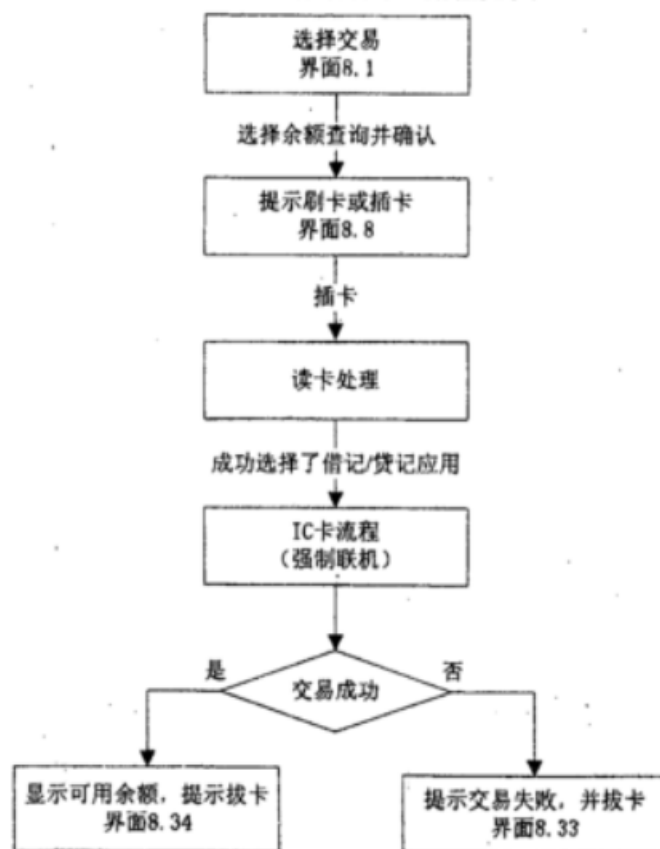 选择交易
界面8.1
选择余额查询并确认
提示刷卡或插卡
界面8.8
插卡
读卡处理
成功选择了借记/贷记应用
IC卡流程
（强制联机）
是
否
交易成功
显示可用余额，提示拔卡
界面8.34
提示交易失败，并拔卡
界面8.33